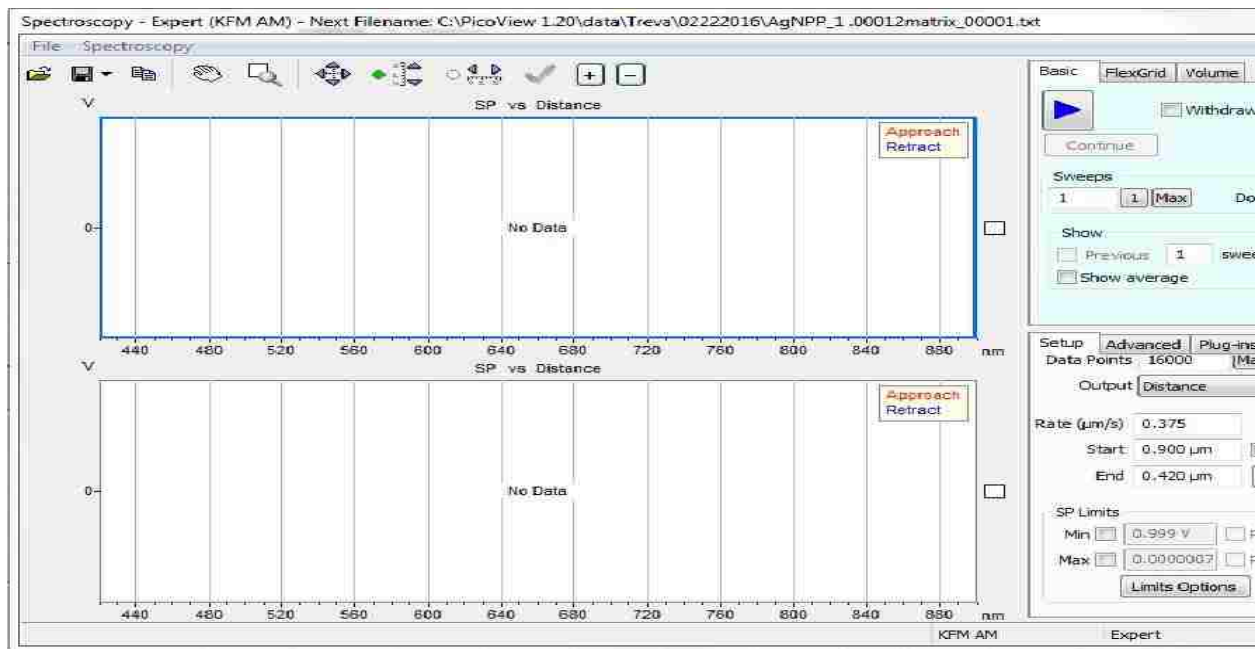 Spectroscopy - Expert (KFM AM) - Next Filename: C:\PicoView 1.20\data\Treva\02222016\AgNPP_1 .00012matrix_00001.txt
File Spectroscopy
V
SP vs Distance
Approach
Retract
0
No Data
440 480 520 560 600 640 680 720 760 800 840 880 nm
V
SP vs Distance
Approach
Retract
0
No Data
440 480 520 560 600 640 680 720 760 800 840 880 nm
Basic FlexGrid Volume
Withdraw
Continue
Sweeps
1 1 Max Do
Show
Previous 1 swee
Show average
Setup Advanced Plug-ins
Data Points 16000 Ma
Output Distance
Rate (µm/s) 0.375
Start 0.900 µm
End 0.420 µm
SP Limits
Min 0.999 V
Max 0.0000007
Limits Options
KFM AM Expert